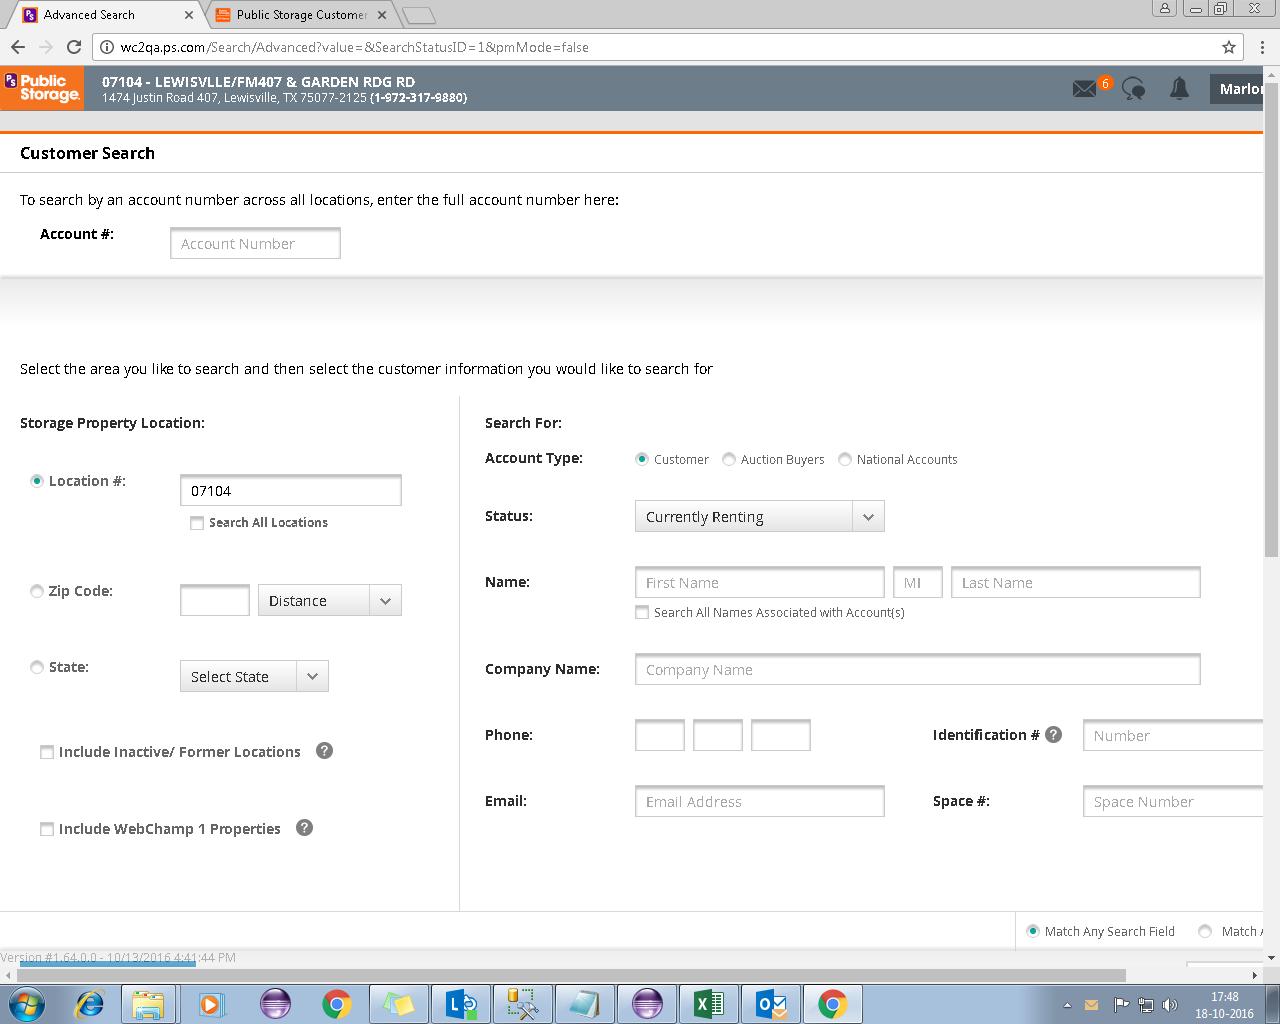 Advanced Search
Public Storage Customer
wc2qa.ps.com/Search/Advanced?value=&SearchStatusID=1&pmMode=false
PS Public Storage.
07104 - LEWISVLLE/FM407 & GARDEN RDG RD
1474 Justin Road 407, Lewisville, TX 75077-2125 (1-972-317-9880)
6
Marlo
Customer Search
To search by an account number across all locations, enter the full account number here:
Account #:
Account Number
Select the area you like to search and then select the customer information you would like to search for
Storage Property Location:
Location #:
07104
Search All Locations
Zip Code:
Distance
State:
Select State
Include Inactive/ Former Locations ?
Include WebChamp 1 Properties ?
Search For:
Account Type:
Customer
Auction Buyers
National Accounts
Status:
Currently Renting
Name:
First Name
MI
Last Name
Search All Names Associated with Account(s)
Company Name:
Company Name
Phone:
Identification # ?
Number
Email:
Email Address
Space #:
Space Number
Match Any Search Field
Match
Version #1.64.0.0 - 10/13/2016 4:41:44 PM
17:48
18-10-2016